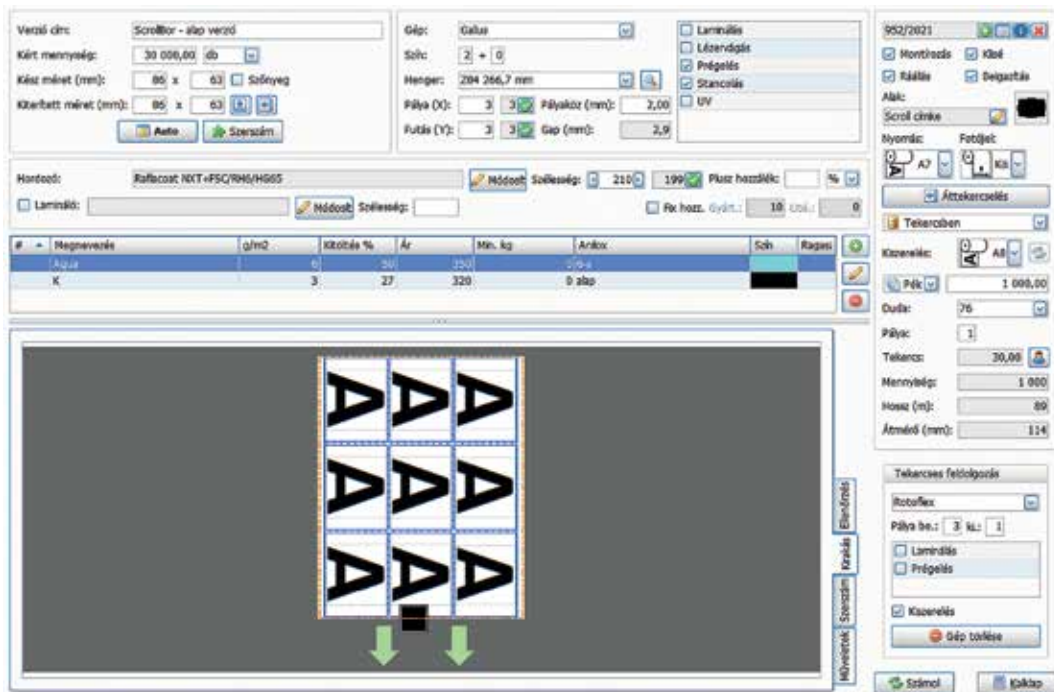 Verzió cím: ScrollBor - alap verzó
Kért mennyiség: 30 000,00 db
Kész méret (mm): 86 x 63 Szőnyeg
Kiterített méret (mm): 86 x 63
Auto Szerszám
Gép: Galus
Szín: 2 + 0
Henger: Z84 266,7 mm
Pálya (X): 3 3 Pályaköz (mm): 2,00
Futás (Y): 3 3 Gap (mm): 2,9
Laminálás
Lézervágás
Prégelés
Stancolás
UV
Hordozó: Raflacoat NXT+FSC/RH6/HG65 Módosít Szélesség: 210 199 Plusz hozzálék: %
Lamináló: Módosít Szélesség: Fix hozz. Gyárt.: 10 0
# Megnevezés g/m2 Kitöltés % Ár Min. kg Anilox Szín Ragasz
Aqua 6 50 350
K 3 27 320 0 alap
A A A
A A A
A A A
Ellenőrzés
Kirakás
Szerszám
Műveletek
952/2021
Montírozás Klisé
Ráállás Beigazítás
Alak:
Scroll címke
Nyomás: Fotójel:
A A7
Áttekercselés
Tekercsben
Kiszerelés: A A8
Pék 1 000,00
Duda: 76
Pálya: 1
Tekercs: 30,00
Mennyiség: 1 000
Hossz (m): 89
Átmérő (mm): 114
Tekercses feldolgozás
Rotoflex
Pálya be.: 3 ki.: 1
Laminálás
Prégelés
Kiszerelés
Gép törlése
Számol Kalklap